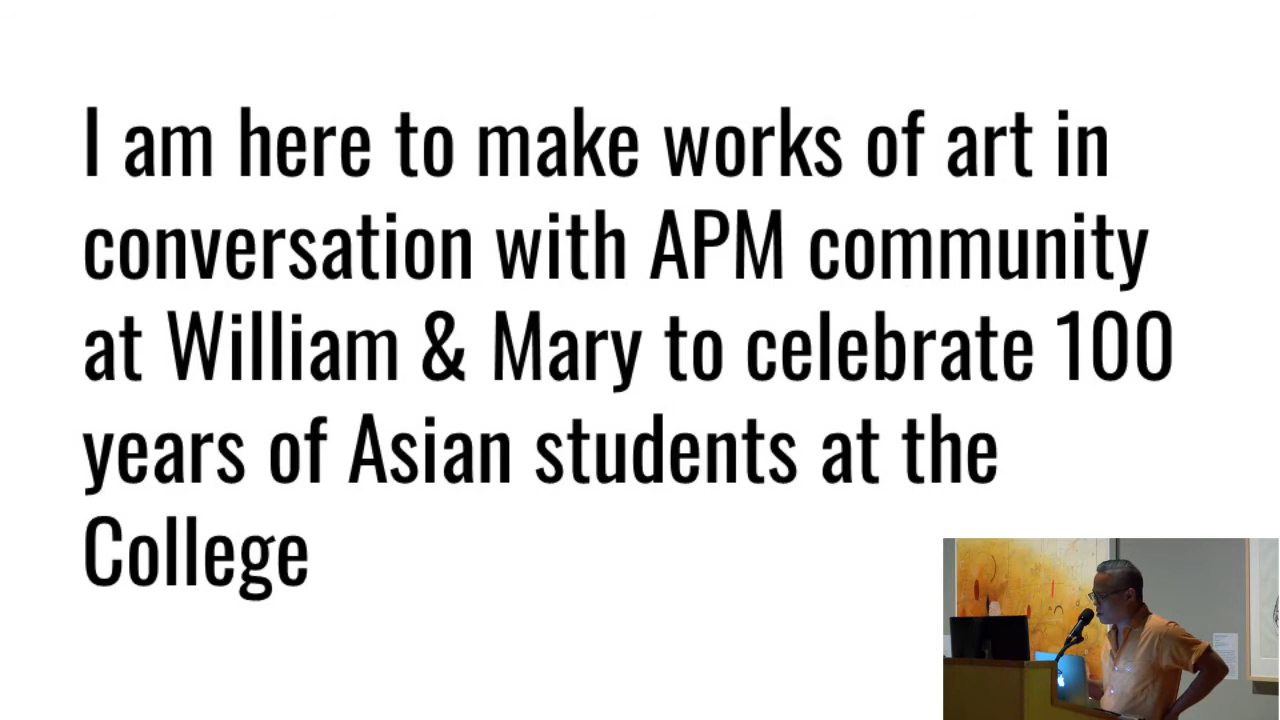 I am here to make works of art in
conversation with APM community
at William & Mary to celebrate 100
years of Asian students at the
College